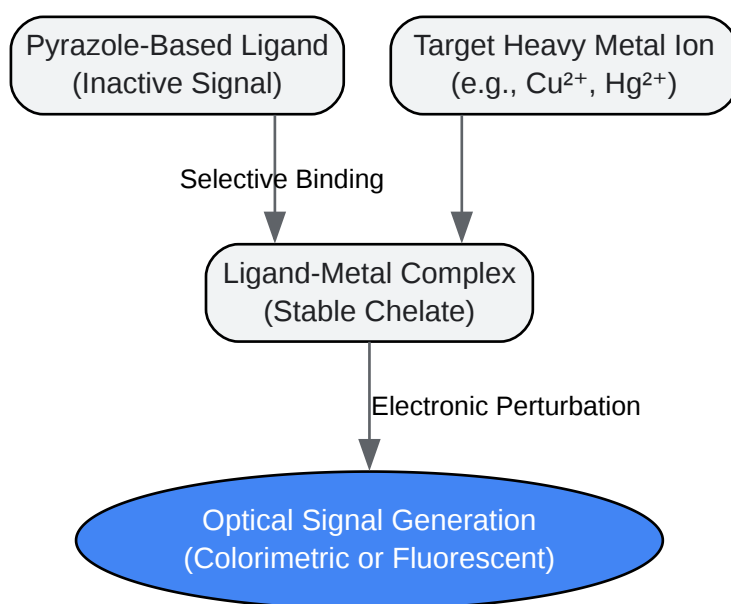 Pyrazole-Based Ligand
(Inactive Signal)
Target Heavy Metal Ion
(e.g., Cu²⁺, Hg²⁺)
Selective Binding
Ligand-Metal Complex
(Stable Chelate)
Electronic Perturbation
Optical Signal Generation
(Colorimetric or Fluorescent)